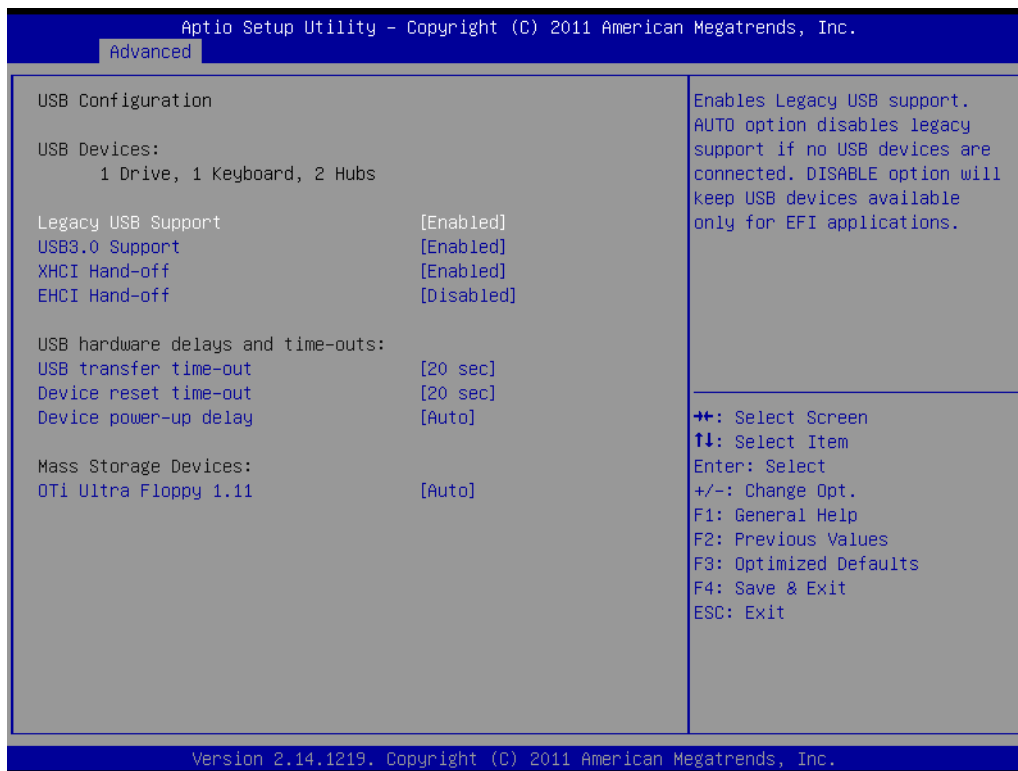 Aptio Setup Utility – Copyright (C) 2011 American Megatrends, Inc.
Advanced
USB Configuration
USB Devices:
1 Drive, 1 Keyboard, 2 Hubs
Legacy USB Support [Enabled]
USB3.0 Support [Enabled]
XHCI Hand-off [Enabled]
EHCI Hand-off [Disabled]
USB hardware delays and time-outs:
USB transfer time-out [20 sec]
Device reset time-out [20 sec]
Device power-up delay [Auto]
Mass Storage Devices:
OTi Ultra Floppy 1.11 [Auto]
Enables Legacy USB support.
AUTO option disables legacy
support if no USB devices are
connected. DISABLE option will
keep USB devices available
only for EFI applications.
→←: Select Screen
↑↓: Select Item
Enter: Select
+/-: Change Opt.
F1: General Help
F2: Previous Values
F3: Optimized Defaults
F4: Save & Exit
ESC: Exit
Version 2.14.1219. Copyright (C) 2011 American Megatrends, Inc.